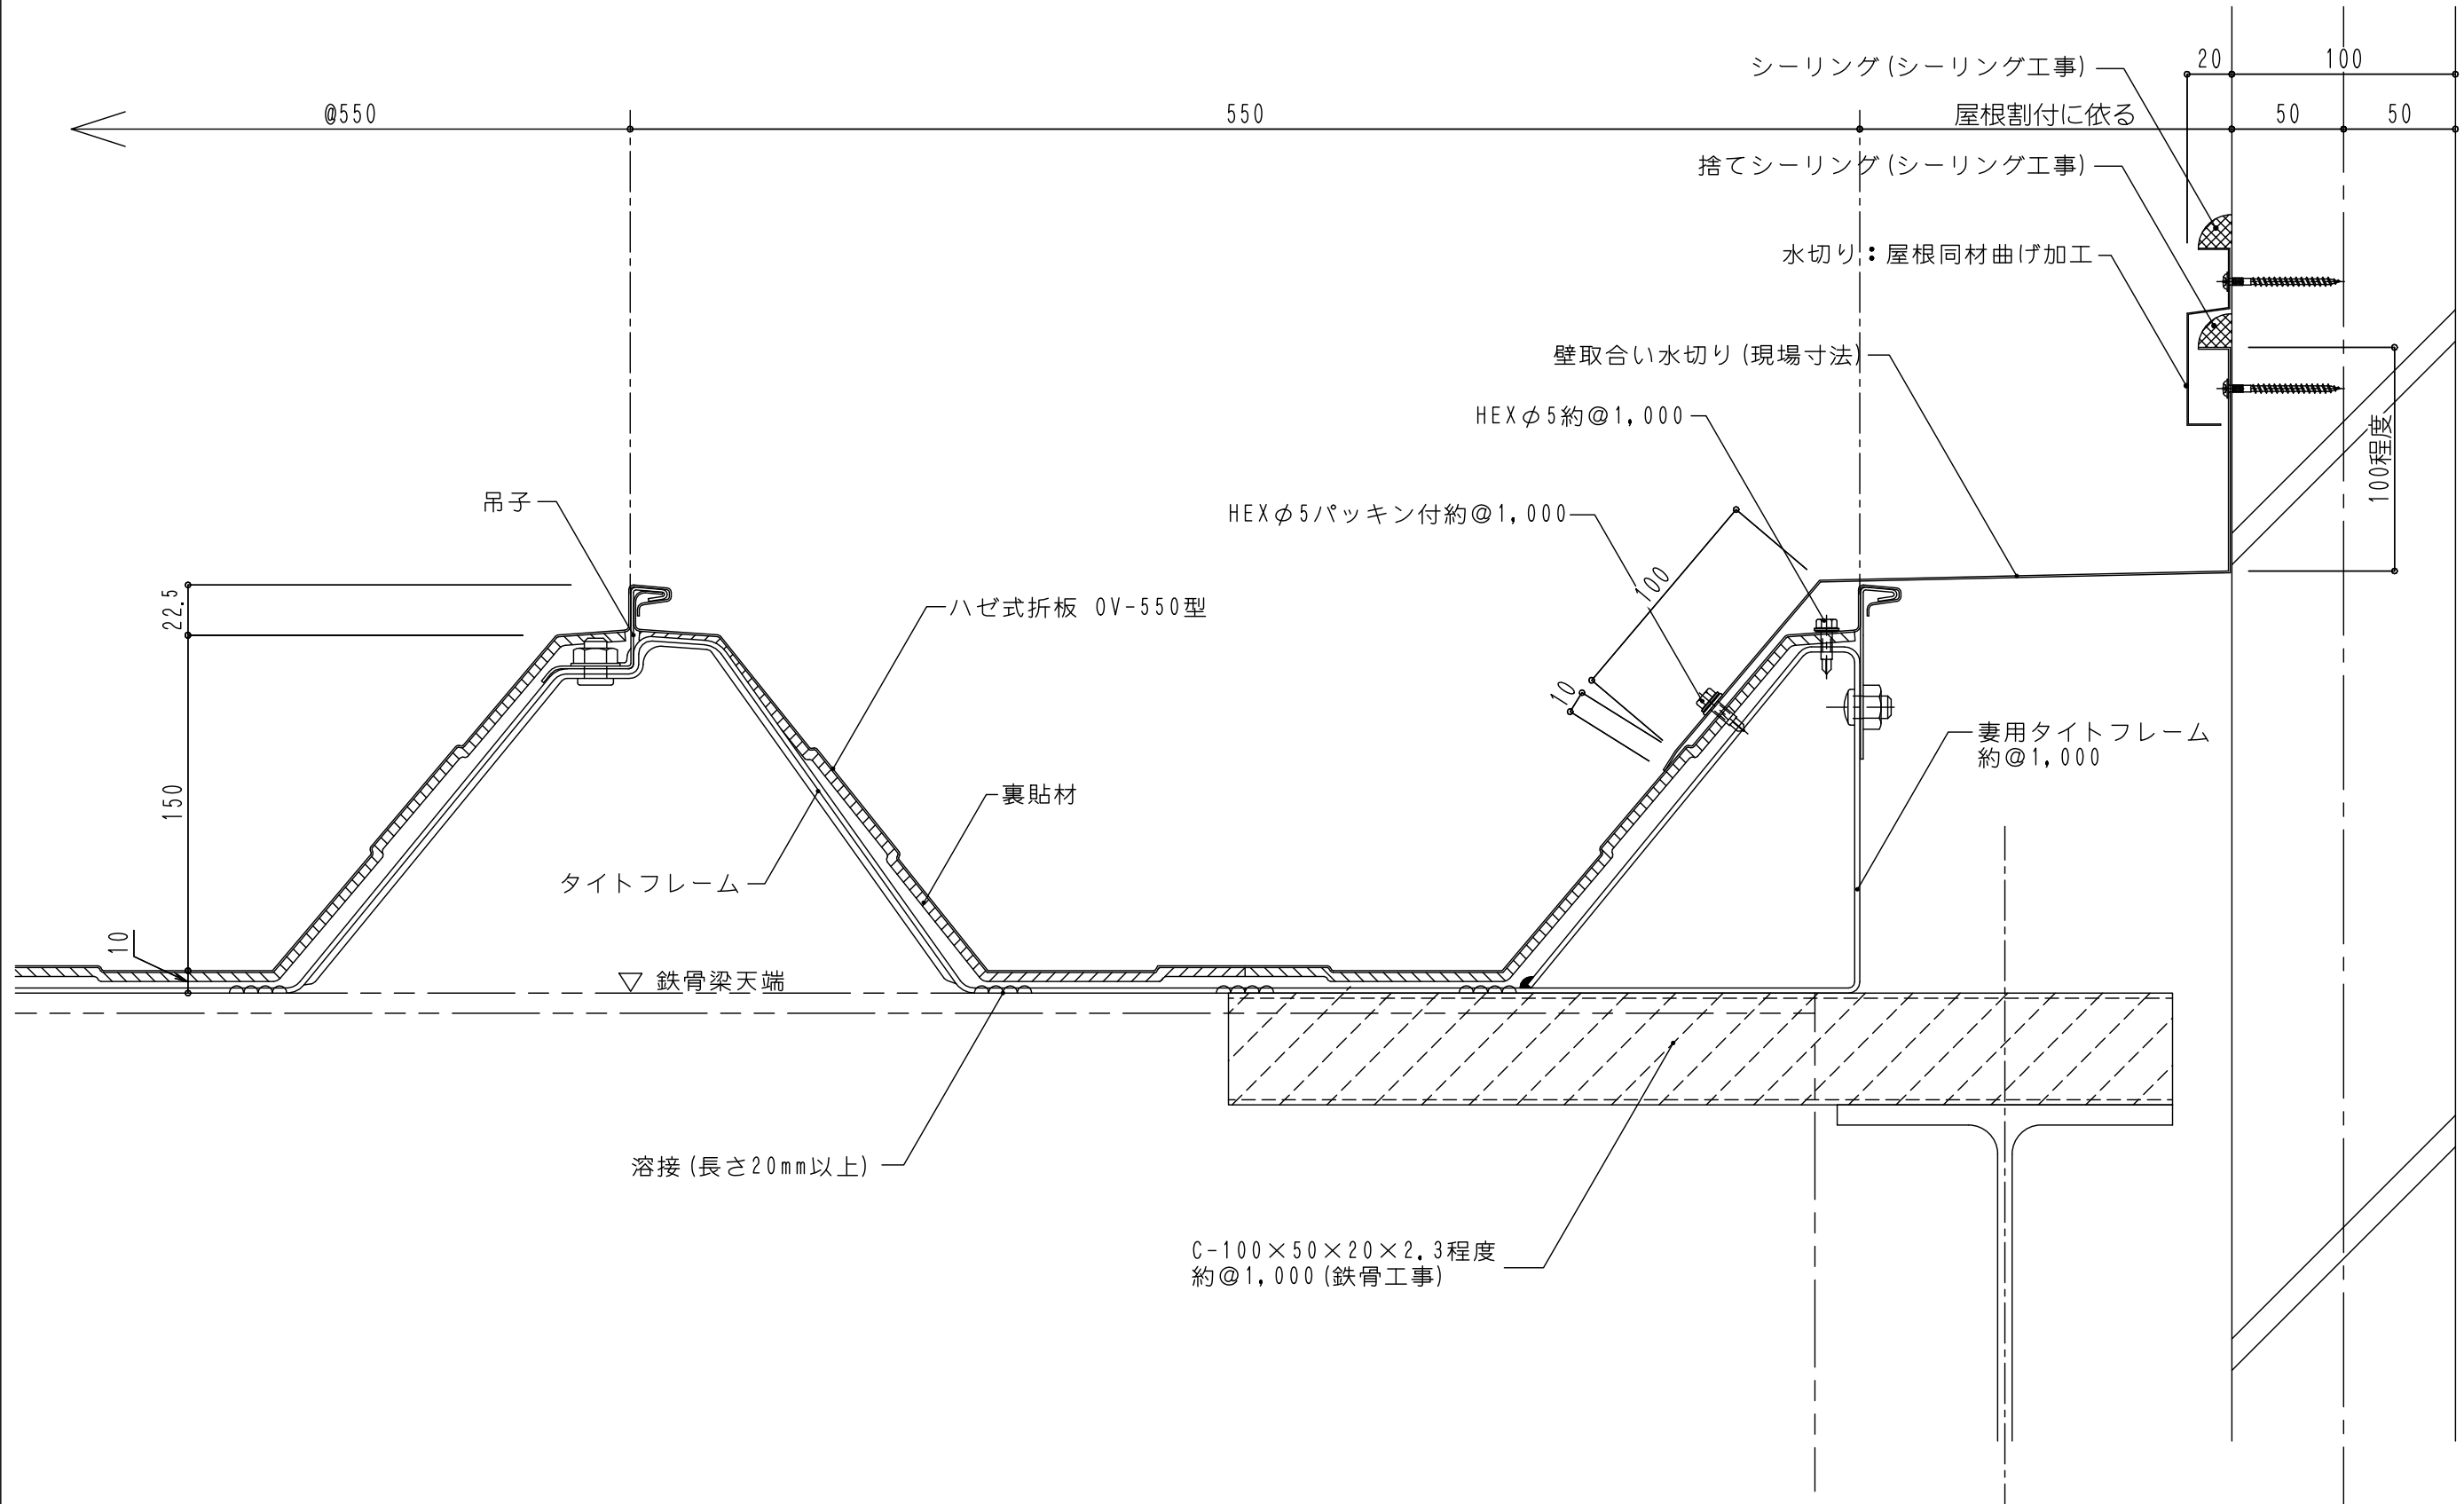 シーリング(シーリング工事)
20
100
@550
550
屋根割付に依る
50
50
捨てシーリング(シーリング工事)
水切り：屋根同材曲げ加工
壁取合い水切り(現場寸法)
HEXφ5約@1,000
100程度
吊子
HEXφ5パッキン付約@1,000
100
22.5
ハゼ式折板 OV-550型
10
妻用タイトフレーム
約@1,000
150
裏貼材
タイトフレーム
10
▽ 鉄骨梁天端
溶接(長さ20mm以上)
C-100×50×20×2.3程度
約@1,000(鉄骨工事)